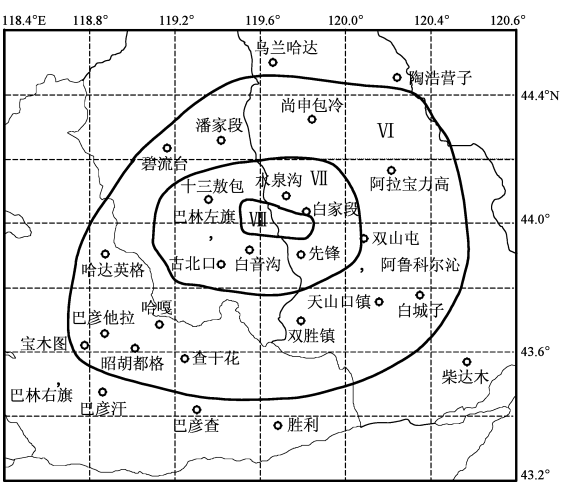 118.4°E 118.8° 119.2° 119.6° 120.0° 120.4° 120.6°
乌兰哈达
陶浩营子
44.4°N
尚申包冷
潘家段
Ⅵ
碧流台
十三敖包 水泉沟 Ⅶ 阿拉宝力高
巴林左旗 Ⅷ 白家段
44.0°
双山屯
古北口 白音沟 先锋
哈达英格 阿鲁科尔沁
哈嘎 天山口镇 白城子
巴彦他拉
双胜镇
宝木图 昭胡都格 查干花
43.6°
柴达木
巴林右旗
巴彦汗
巴彦查 胜利
43.2°